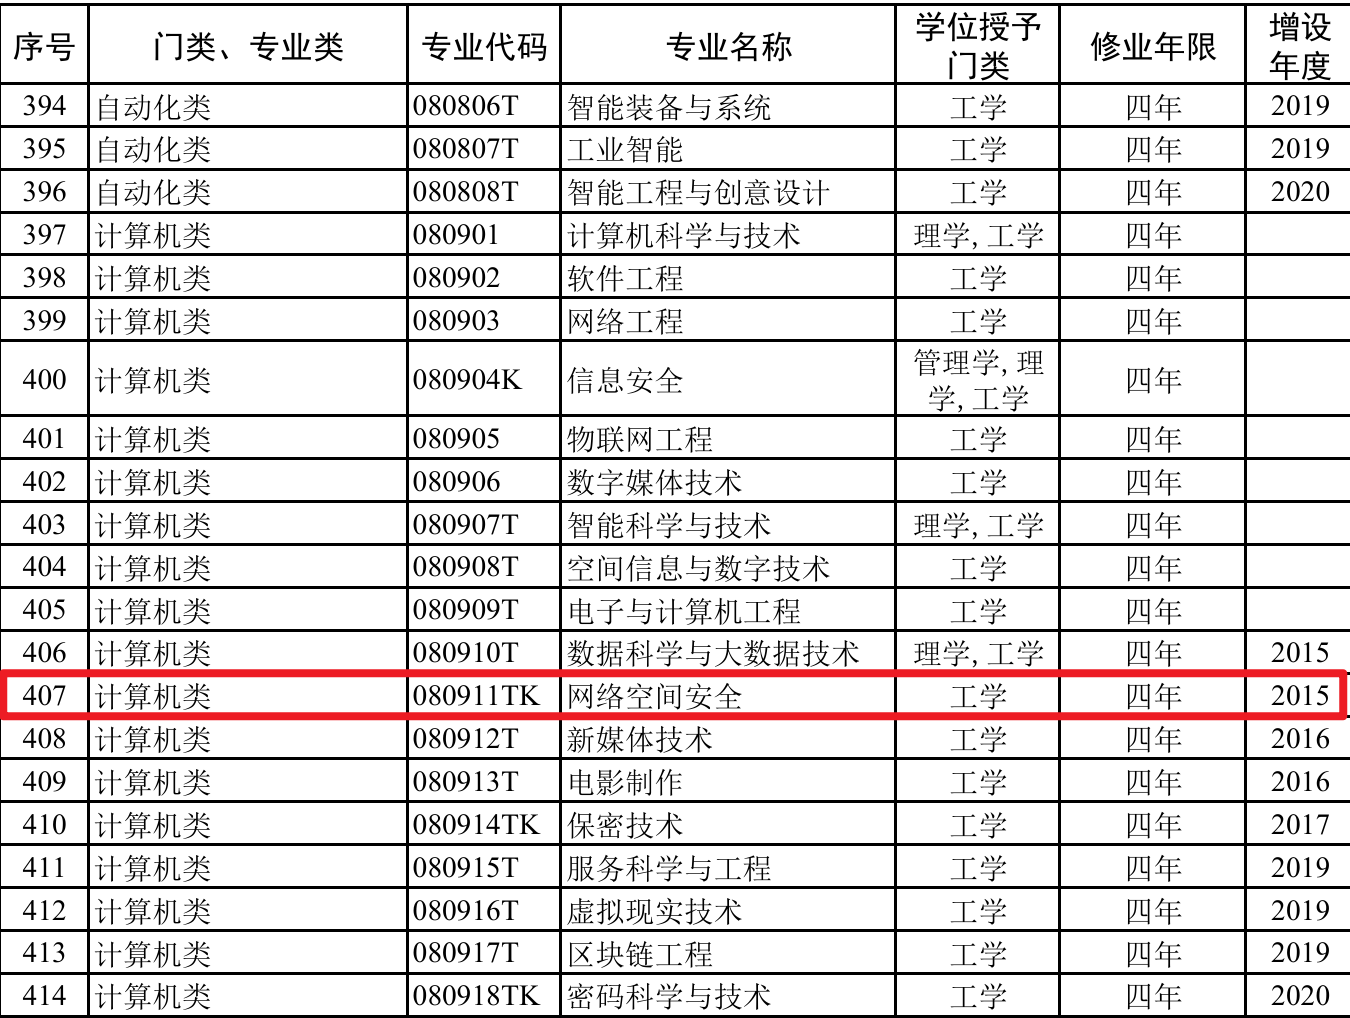 序号 门类、专业类 专业代码 专业名称 学位授予门类 修业年限 增设年度
394 自动化类 080806T 智能装备与系统 工学 四年 2019
395 自动化类 080807T 工业智能 工学 四年 2019
396 自动化类 080808T 智能工程与创意设计 工学 四年 2020
397 计算机类 080901 计算机科学与技术 理学,工学 四年
398 计算机类 080902 软件工程 工学 四年
399 计算机类 080903 网络工程 工学 四年
400 计算机类 080904K 信息安全 管理学,理学,工学 四年
401 计算机类 080905 物联网工程 工学 四年
402 计算机类 080906 数字媒体技术 工学 四年
403 计算机类 080907T 智能科学与技术 理学,工学 四年
404 计算机类 080908T 空间信息与数字技术 工学 四年
405 计算机类 080909T 电子与计算机工程 工学 四年
406 计算机类 080910T 数据科学与大数据技术 理学,工学 四年 2015
407 计算机类 080911TK 网络空间安全 工学 四年 2015
408 计算机类 080912T 新媒体技术 工学 四年 2016
409 计算机类 080913T 电影制作 工学 四年 2016
410 计算机类 080914TK 保密技术 工学 四年 2017
411 计算机类 080915T 服务科学与工程 工学 四年 2019
412 计算机类 080916T 虚拟现实技术 工学 四年 2019
413 计算机类 080917T 区块链工程 工学 四年 2019
414 计算机类 080918TK 密码科学与技术 工学 四年 2020